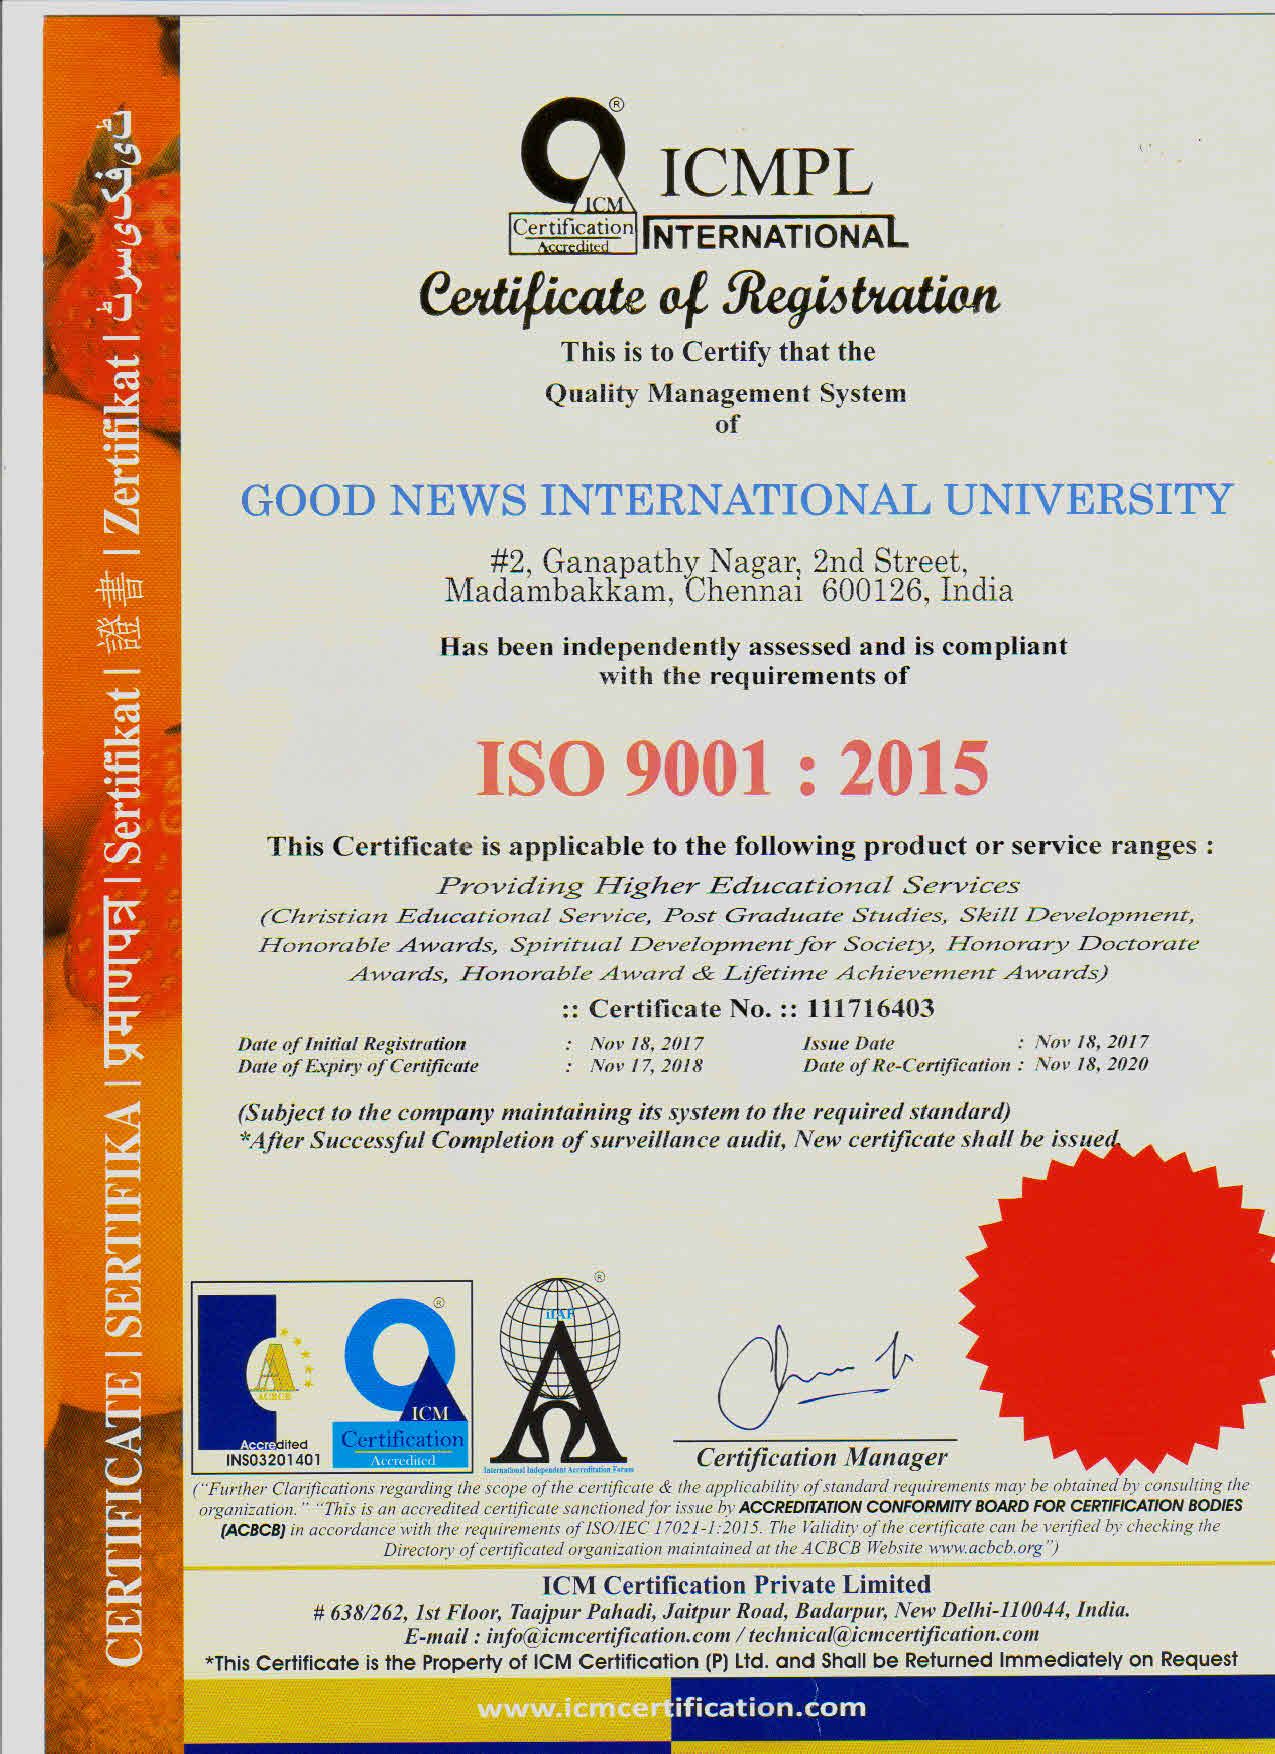 CERTIFICATE | SERTIFIKA | प्रमाणपत्र | Sertifikat | 證書 | Zertifikat | سرٹیفکیٹ
®
ICM
Certification
Accredited
ICMPL
INTERNATIONAL
Certificate of Registration
This is to Certify that the
Quality Management System
of
GOOD NEWS INTERNATIONAL UNIVERSITY
#2, Ganapathy Nagar, 2nd Street,
Madambakkam, Chennai 600126, India
Has been independently assessed and is compliant
with the requirements of
ISO 9001 : 2015
This Certificate is applicable to the following product or service ranges :
Providing Higher Educational Services
(Christian Educational Service, Post Graduate Studies, Skill Development,
Honorable Awards, Spiritual Development for Society, Honorary Doctorate
Awards, Honorable Award & Lifetime Achievement Awards)
:: Certificate No. :: 111716403
Date of Initial Registration : Nov 18, 2017 Issue Date : Nov 18, 2017
Date of Expiry of Certificate : Nov 17, 2018 Date of Re-Certification : Nov 18, 2020
(Subject to the company maintaining its system to the required standard)
*After Successful Completion of surveillance audit, New certificate shall be issued.
A
ACBCB
Accredited
INS03201401
®
ICM
Certification
Accredited
®
iIAF
International Independent Accreditation Forum
Certification Manager
("Further Clarifications regarding the scope of the certificate & the applicability of standard requirements may be obtained by consulting the
organization." "This is an accredited certificate sanctioned for issue by ACCREDITATION CONFORMITY BOARD FOR CERTIFICATION BODIES
(ACBCB) in accordance with the requirements of ISO/IEC 17021-1:2015. The Validity of the certificate can be verified by checking the
Directory of certificated organization maintained at the ACBCB Website www.acbcb.org")
ICM Certification Private Limited
# 638/262, 1st Floor, Taajpur Pahadi, Jaitpur Road, Badarpur, New Delhi-110044, India.
E-mail : info@icmcertification.com / technical@icmcertification.com
*This Certificate is the Property of ICM Certification (P) Ltd. and Shall be Returned Immediately on Request
www.icmcertification.com